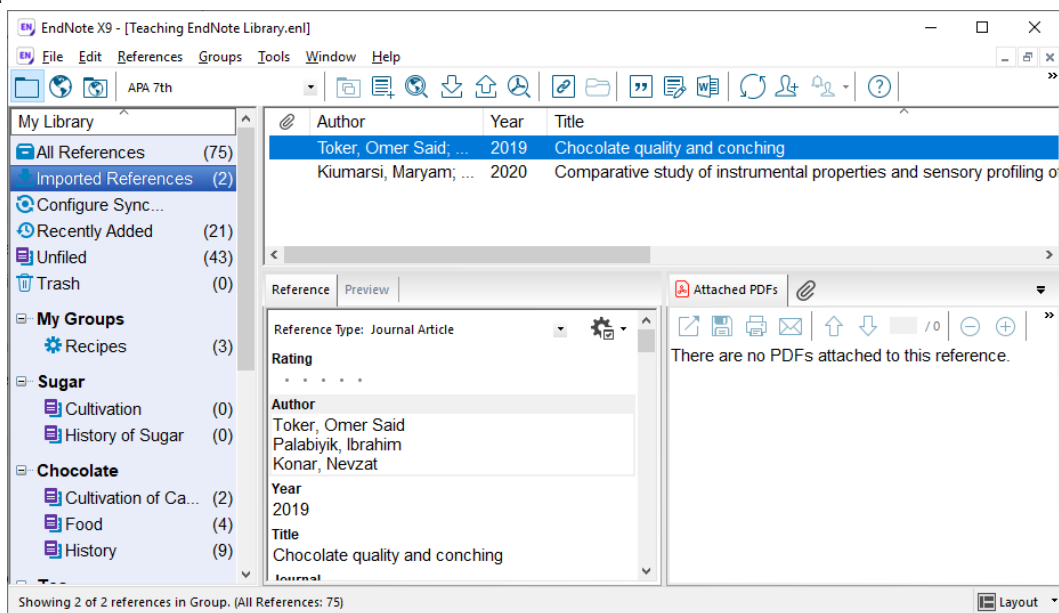 EndNote X9 - [Teaching EndNote Library.enl]
File Edit References Groups Tools Window Help
APA 7th
My Library
All References (75)
Imported References (2)
Configure Sync...
Recently Added (21)
Unfiled (43)
Trash (0)
My Groups
Recipes (3)
Sugar
Cultivation (0)
History of Sugar (0)
Chocolate
Cultivation of Ca... (2)
Food (4)
History (9)
Author Year Title
Toker, Omer Said; ... 2019 Chocolate quality and conching
Kiumarsi, Maryam; ... 2020 Comparative study of instrumental properties and sensory profiling o
Reference Preview
Reference Type: Journal Article
Rating
Author
Toker, Omer Said
Palabiyik, Ibrahim
Konar, Nevzat
Year
2019
Title
Chocolate quality and conching
Journal
Attached PDFs
/ 0
There are no PDFs attached to this reference.
Showing 2 of 2 references in Group. (All References: 75)
Layout